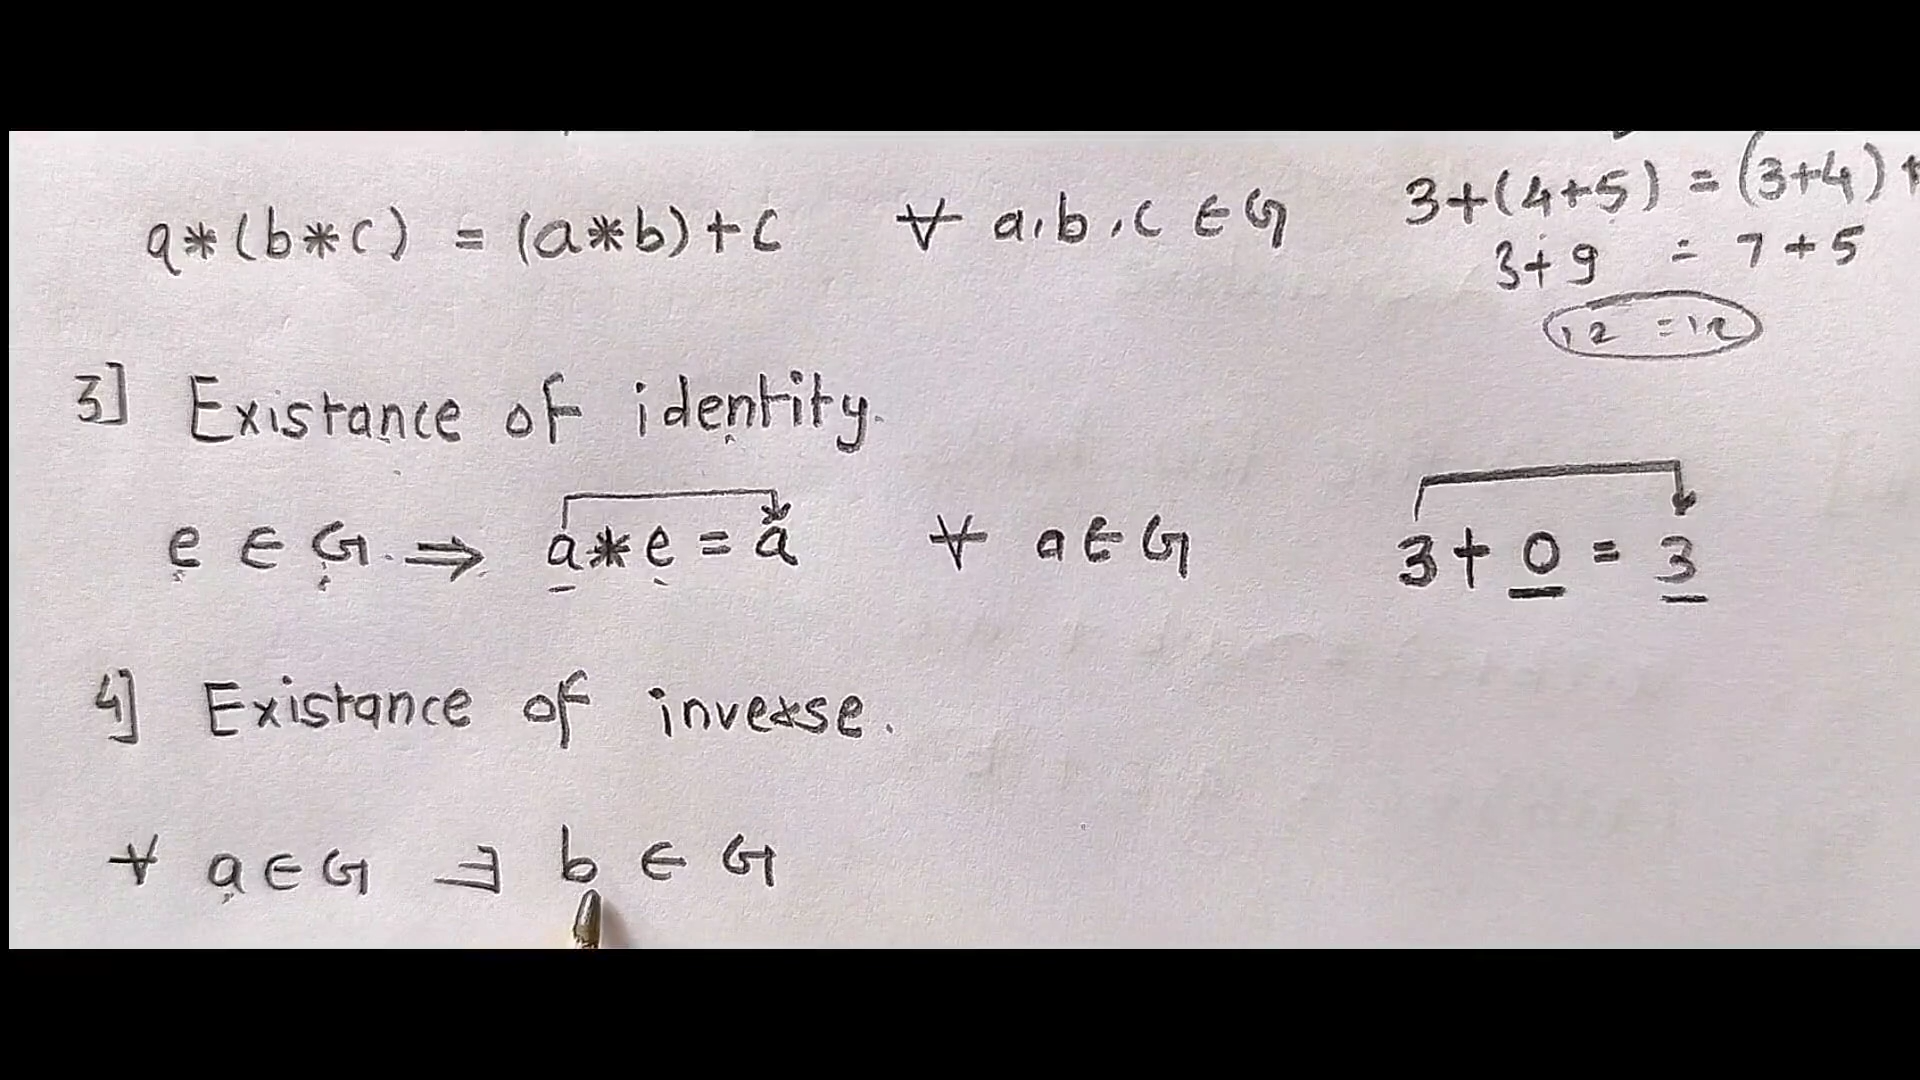 a*(b*c) = (a*b)+c ∀ a,b,c ∈ G
3+(4+5) = (3+4)+
3+9 = 7+5
12 = 12
3] Existance of identity.
e ∈ G. ⇒ a*e = a ∀ a ∈ G
3 + 0 = 3
4] Existance of inverse.
∀ a ∈ G ∃ b ∈ G